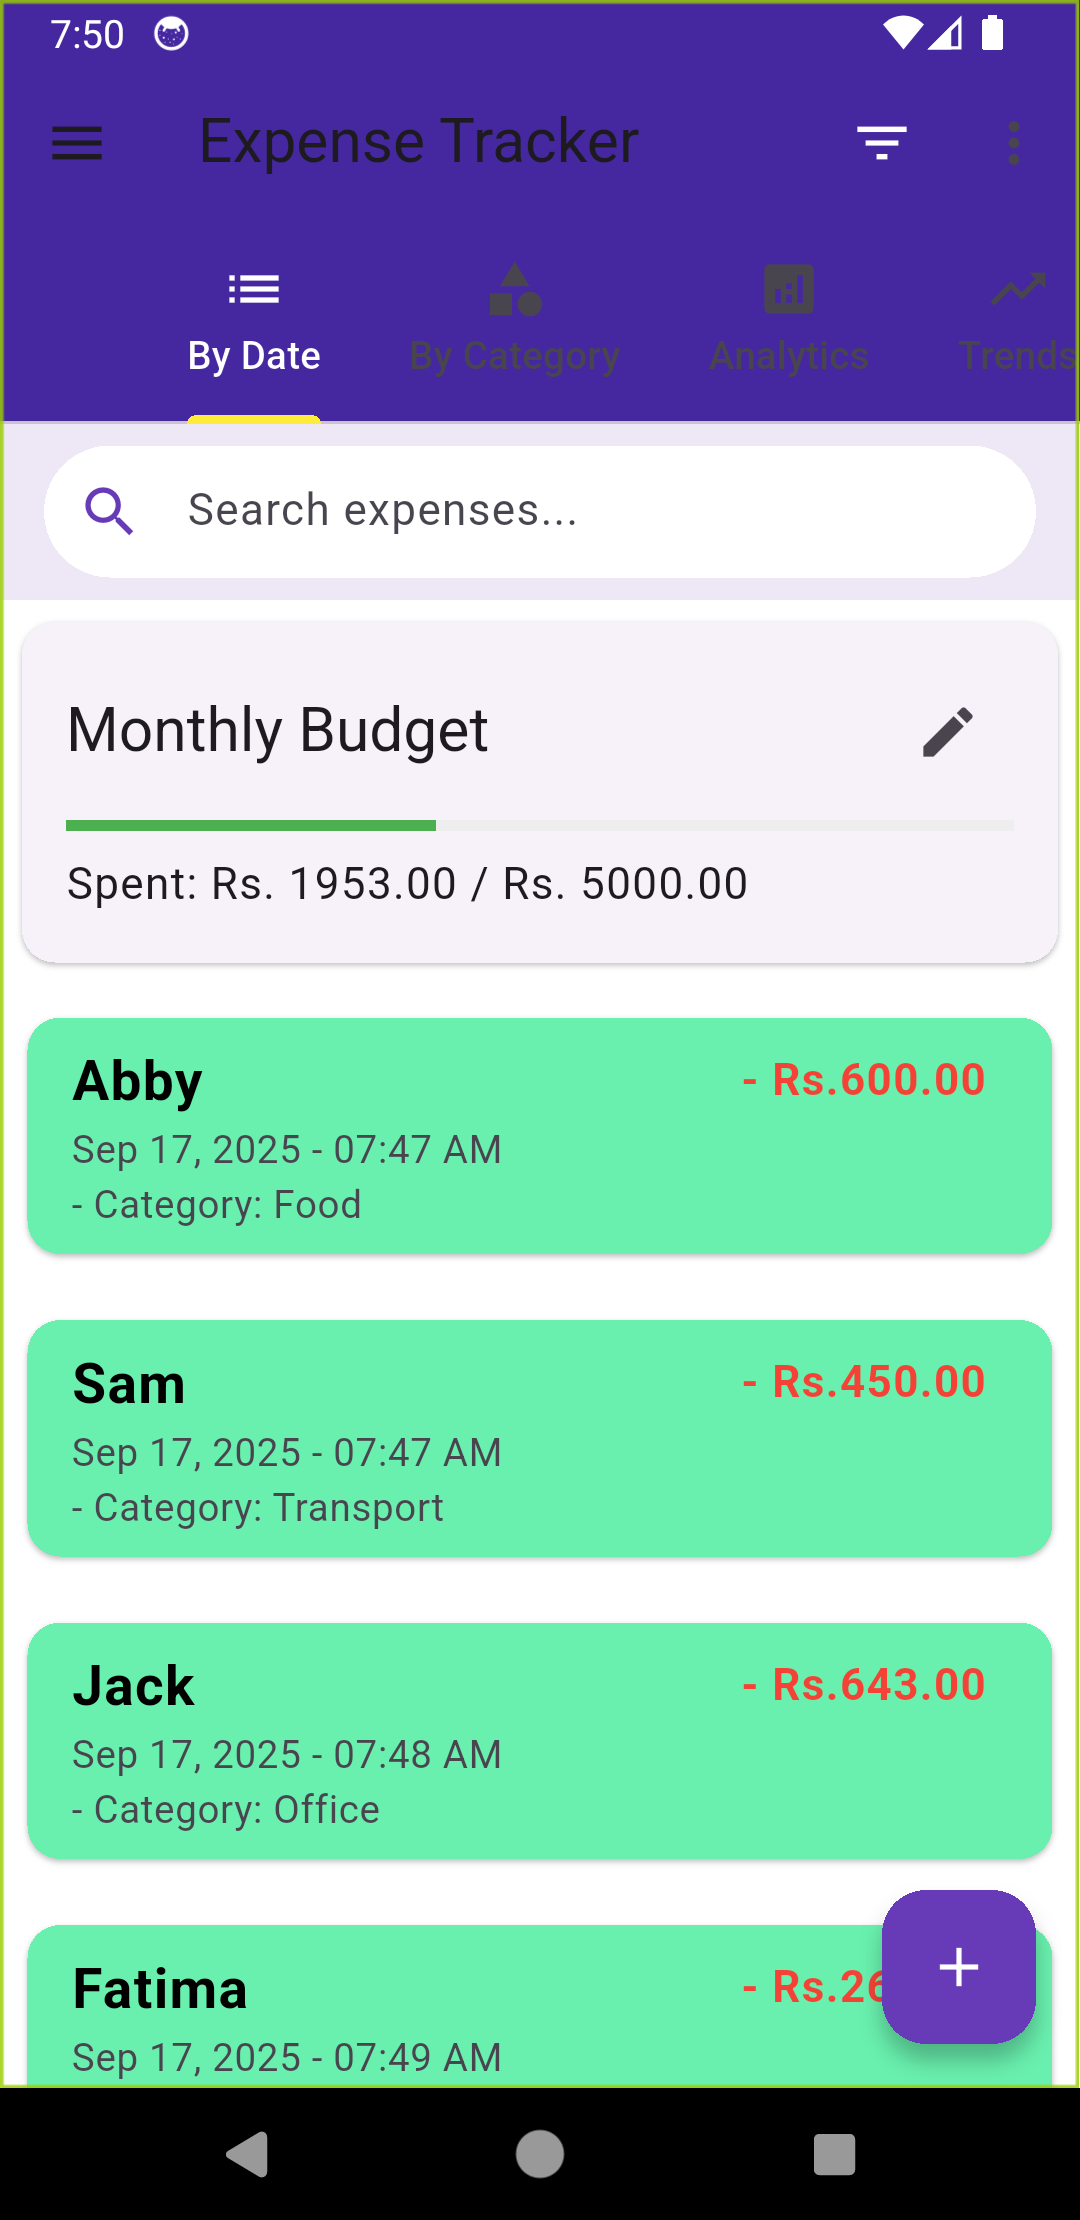 7:50
Expense Tracker
By Date
By Category
Analytics
Trends
Search expenses...
Monthly Budget
Spent: Rs. 1953.00 / Rs. 5000.00
Abby
- Rs.600.00
Sep 17, 2025 - 07:47 AM
- Category: Food
Sam
- Rs.450.00
Sep 17, 2025 - 07:47 AM
- Category: Transport
Jack
- Rs.643.00
Sep 17, 2025 - 07:48 AM
- Category: Office
Fatima
- Rs.26
Sep 17, 2025 - 07:49 AM